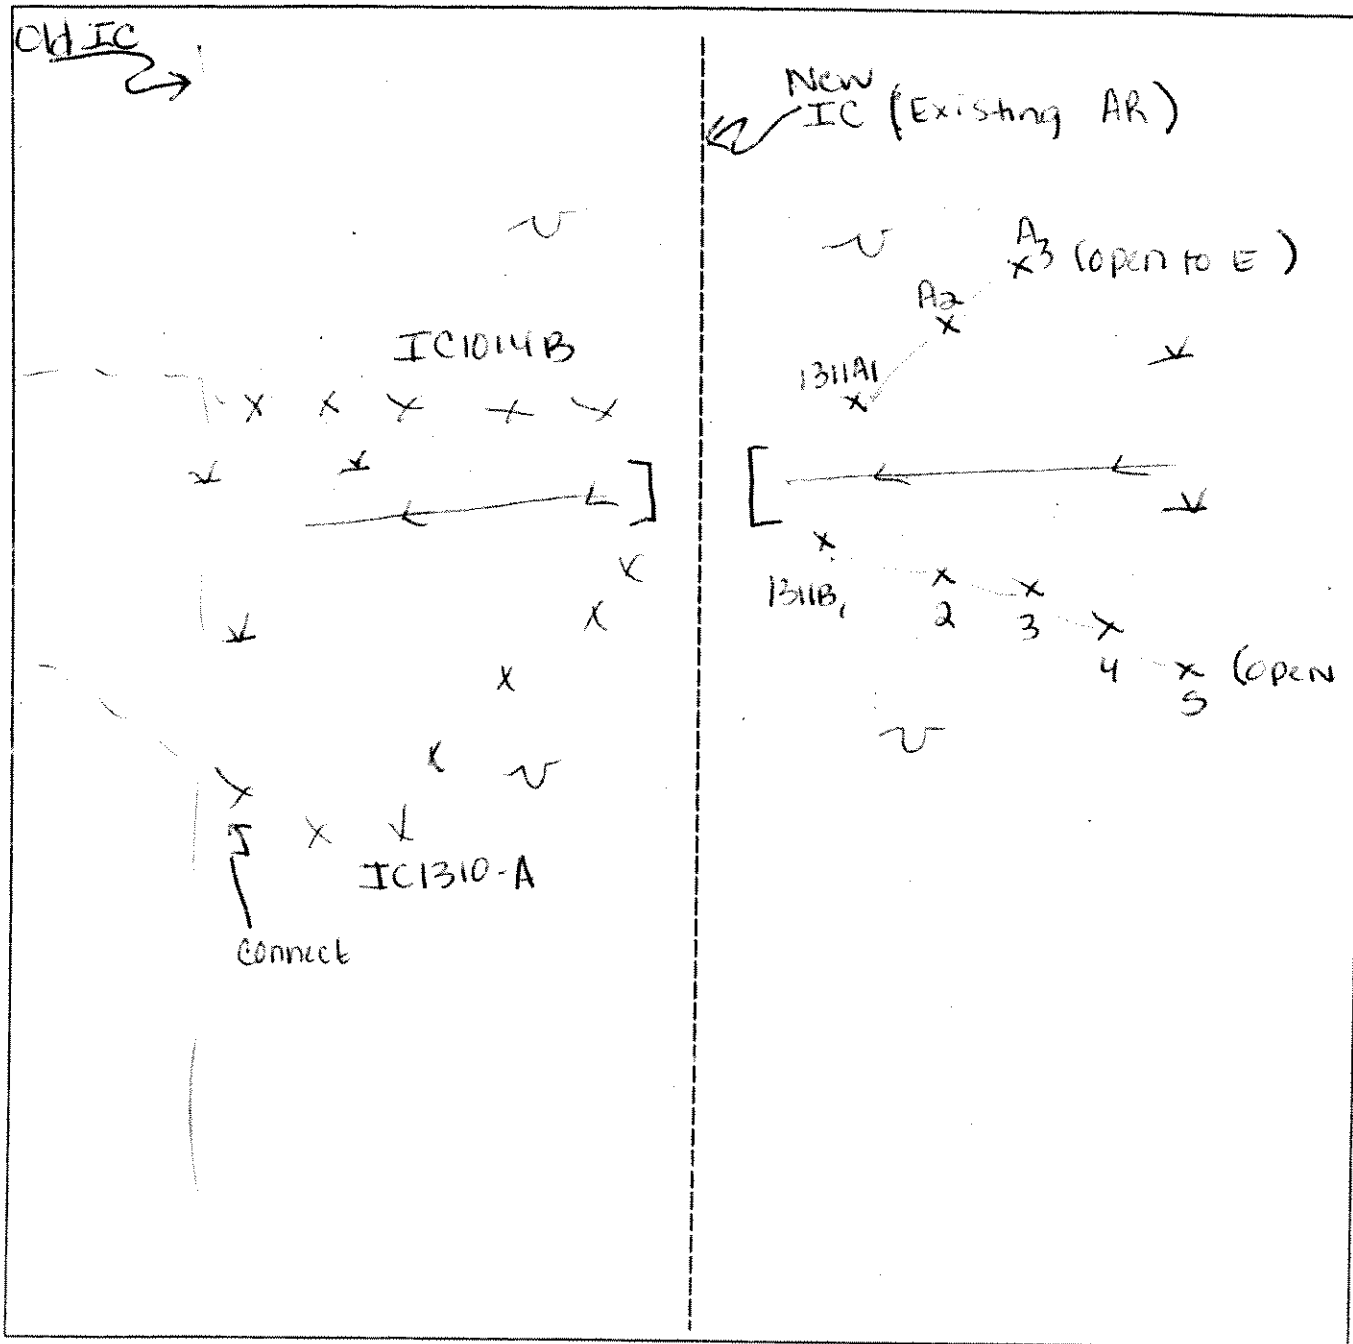 Old IC
New
IC (Existing AR)
A3 (open to E)
A2
IC1014B
1311A1
1311B1
2
3
4
5 (open
IC1310-A
Connect